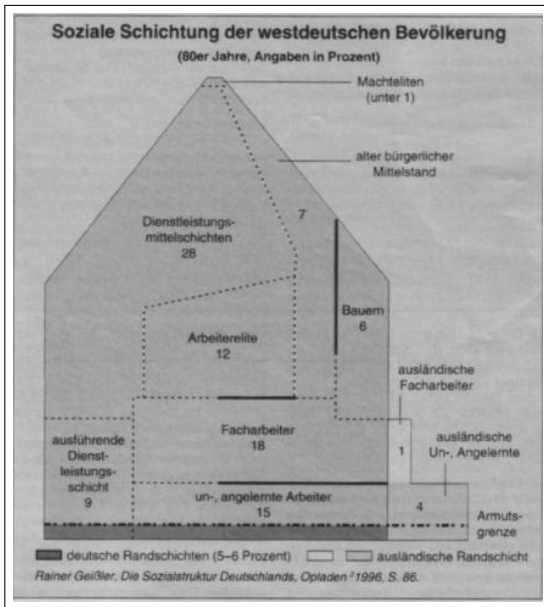 Soziale Schichtung der westdeutschen Bevölkerung
(80er Jahre, Angaben in Prozent)
Machteliten
(unter 1)
alter bürgerlicher
Mittelstand
7
Dienstleistungs-
mittelschichten
28
Bauern
6
Arbeiterelite
12
ausländische
Facharbeiter
1
Facharbeiter
18
ausländische
Un-, Angelernte
4
ausführende
Dienst-
leistungs-
schicht
9
un-, angelernte Arbeiter
15
Armuts-
grenze
deutsche Randschichten (5–6 Prozent)
ausländische Randschicht
Rainer Geißler, Die Sozialstruktur Deutschlands, Opladen ²1996, S. 86.